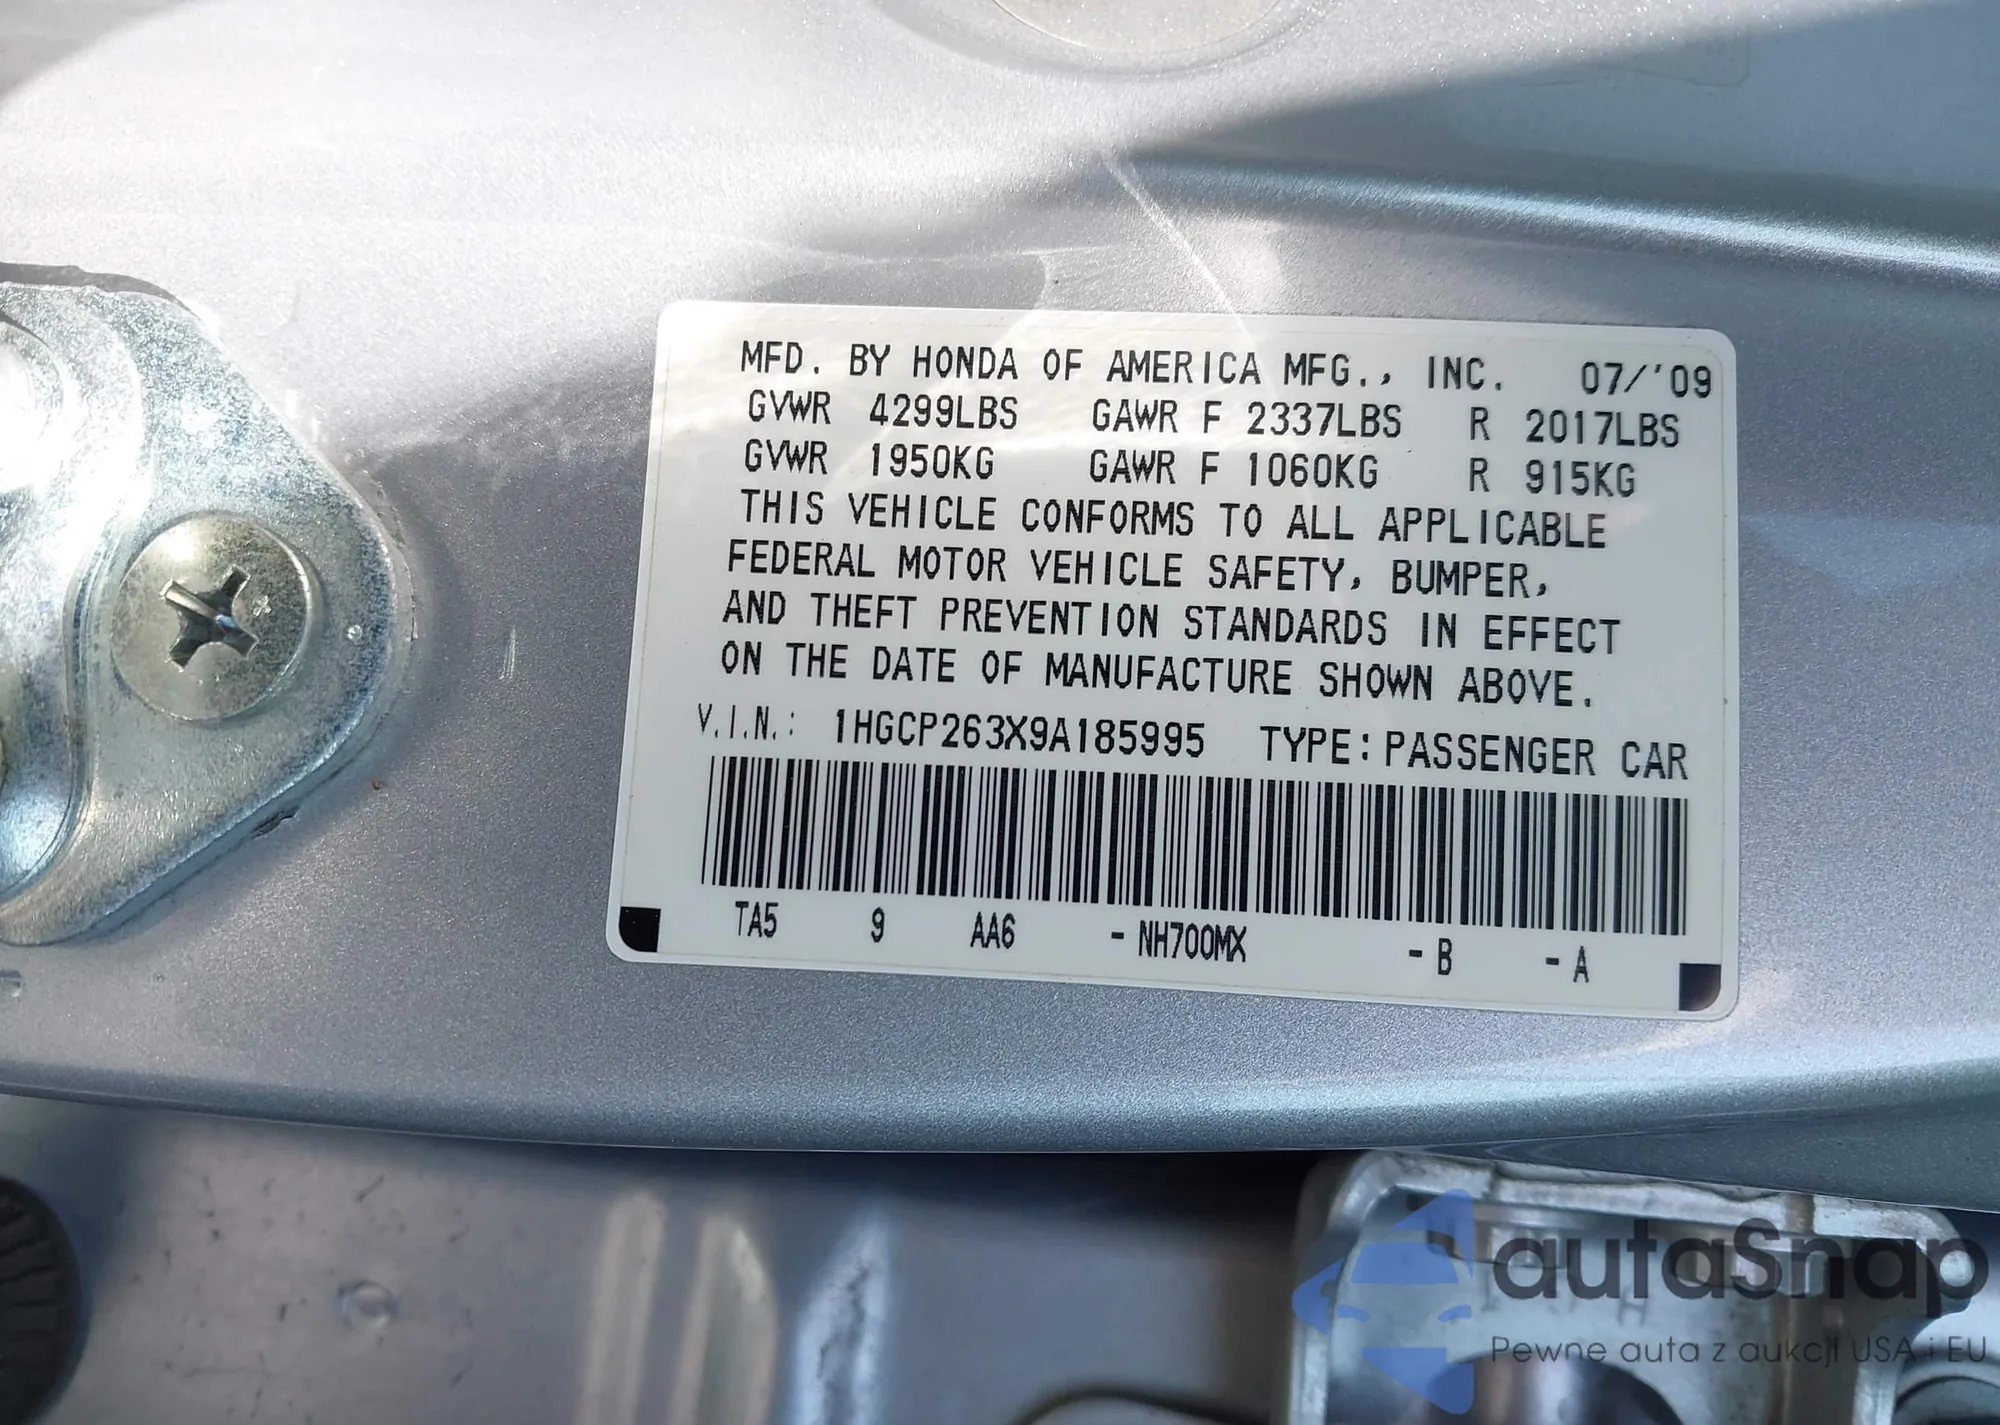 MFD. BY HONDA OF AMERICA MFG., INC. 07/'09
GVWR 4299LBS GAWR F 2337LBS R 2017LBS
GVWR 1950KG GAWR F 1060KG R 915KG
THIS VEHICLE CONFORMS TO ALL APPLICABLE
FEDERAL MOTOR VEHICLE SAFETY, BUMPER,
AND THEFT PREVENTION STANDARDS IN EFFECT
ON THE DATE OF MANUFACTURE SHOWN ABOVE.
V.I.N.: 1HGCP263X9A185995 TYPE: PASSENGER CAR
TA5 9 AA6 - NH700MX - B - A
autaSnap
Pewne auta z aukcji USA i EU